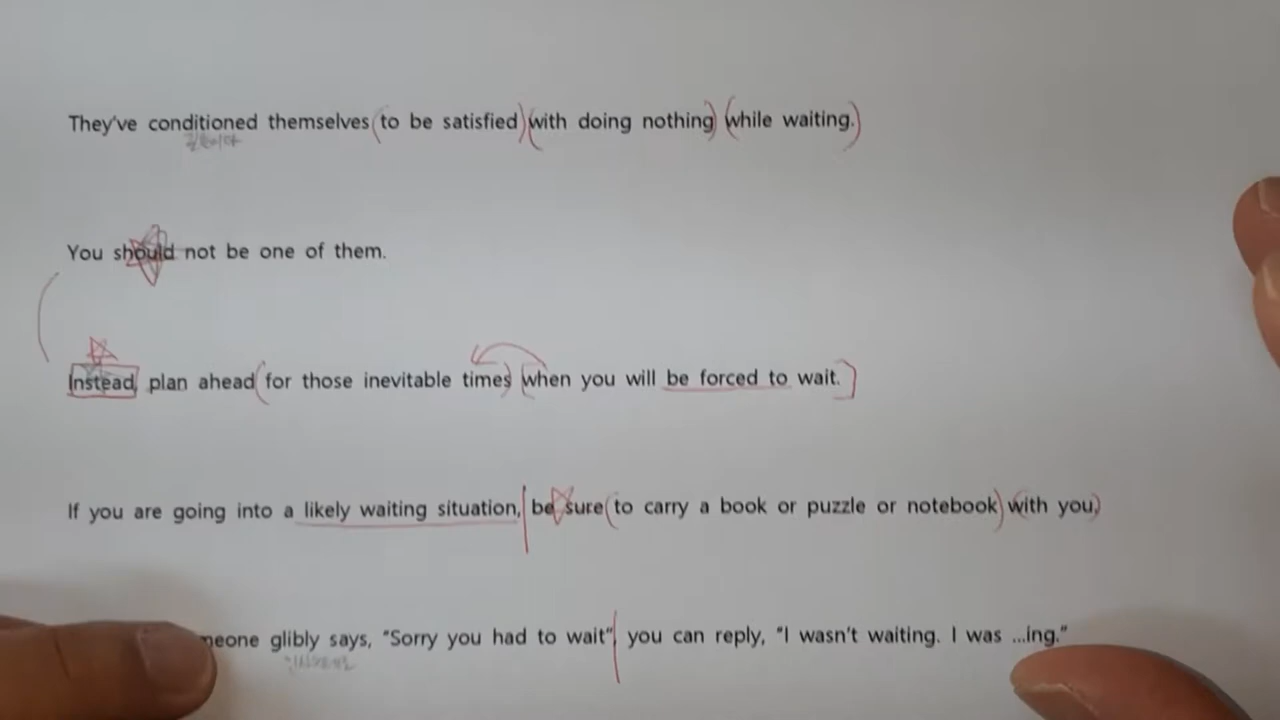 They've conditioned themselves to be satisfied with doing nothing while waiting.
You should not be one of them.
Instead, plan ahead for those inevitable times when you will be forced to wait.
If you are going into a likely waiting situation, be sure to carry a book or puzzle or notebook with you,
glibly says, "Sorry you had to wait" you can reply, "I wasn't waiting. I was ...ing."